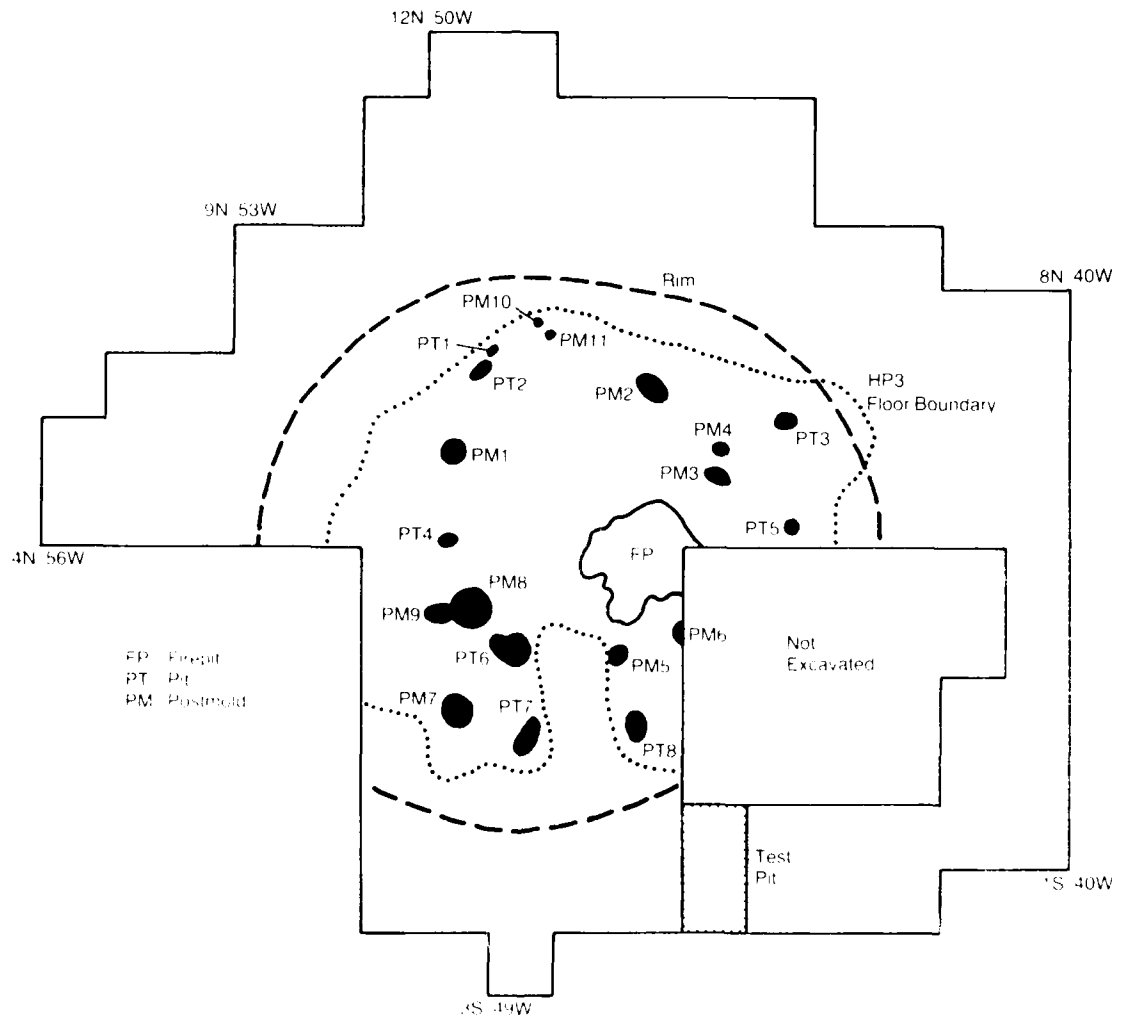 12N 50W
9N 53W
8N 40W
Rim
PM10
PM11
PT1
PT2
PM2
HP3
Floor Boundary
PT3
PM4
PM1
PM3
PT4
PT5
4N 56W
FP
PM8
PM9
PM6
Not
Excavated
PT6
PM5
FP Firepit
PT Pit
PM Postmold
PM7
PT7
PT8
Test
Pit
1S 40W
3S 49W